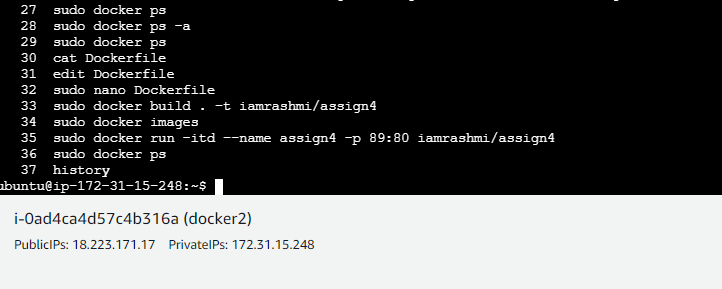 27 sudo docker ps
28 sudo docker ps -a
29 sudo docker ps
30 cat Dockerfile
31 edit Dockerfile
32 sudo nano Dockerfile
33 sudo docker build . -t iamrashmi/assign4
34 sudo docker images
35 sudo docker run -itd --name assign4 -p 89:80 iamrashmi/assign4
36 sudo docker ps
37 history
ubuntu@ip-172-31-15-248:~$
i-0ad4ca4d57c4b316a (docker2)
PublicIPs: 18.223.171.17 PrivateIPs: 172.31.15.248